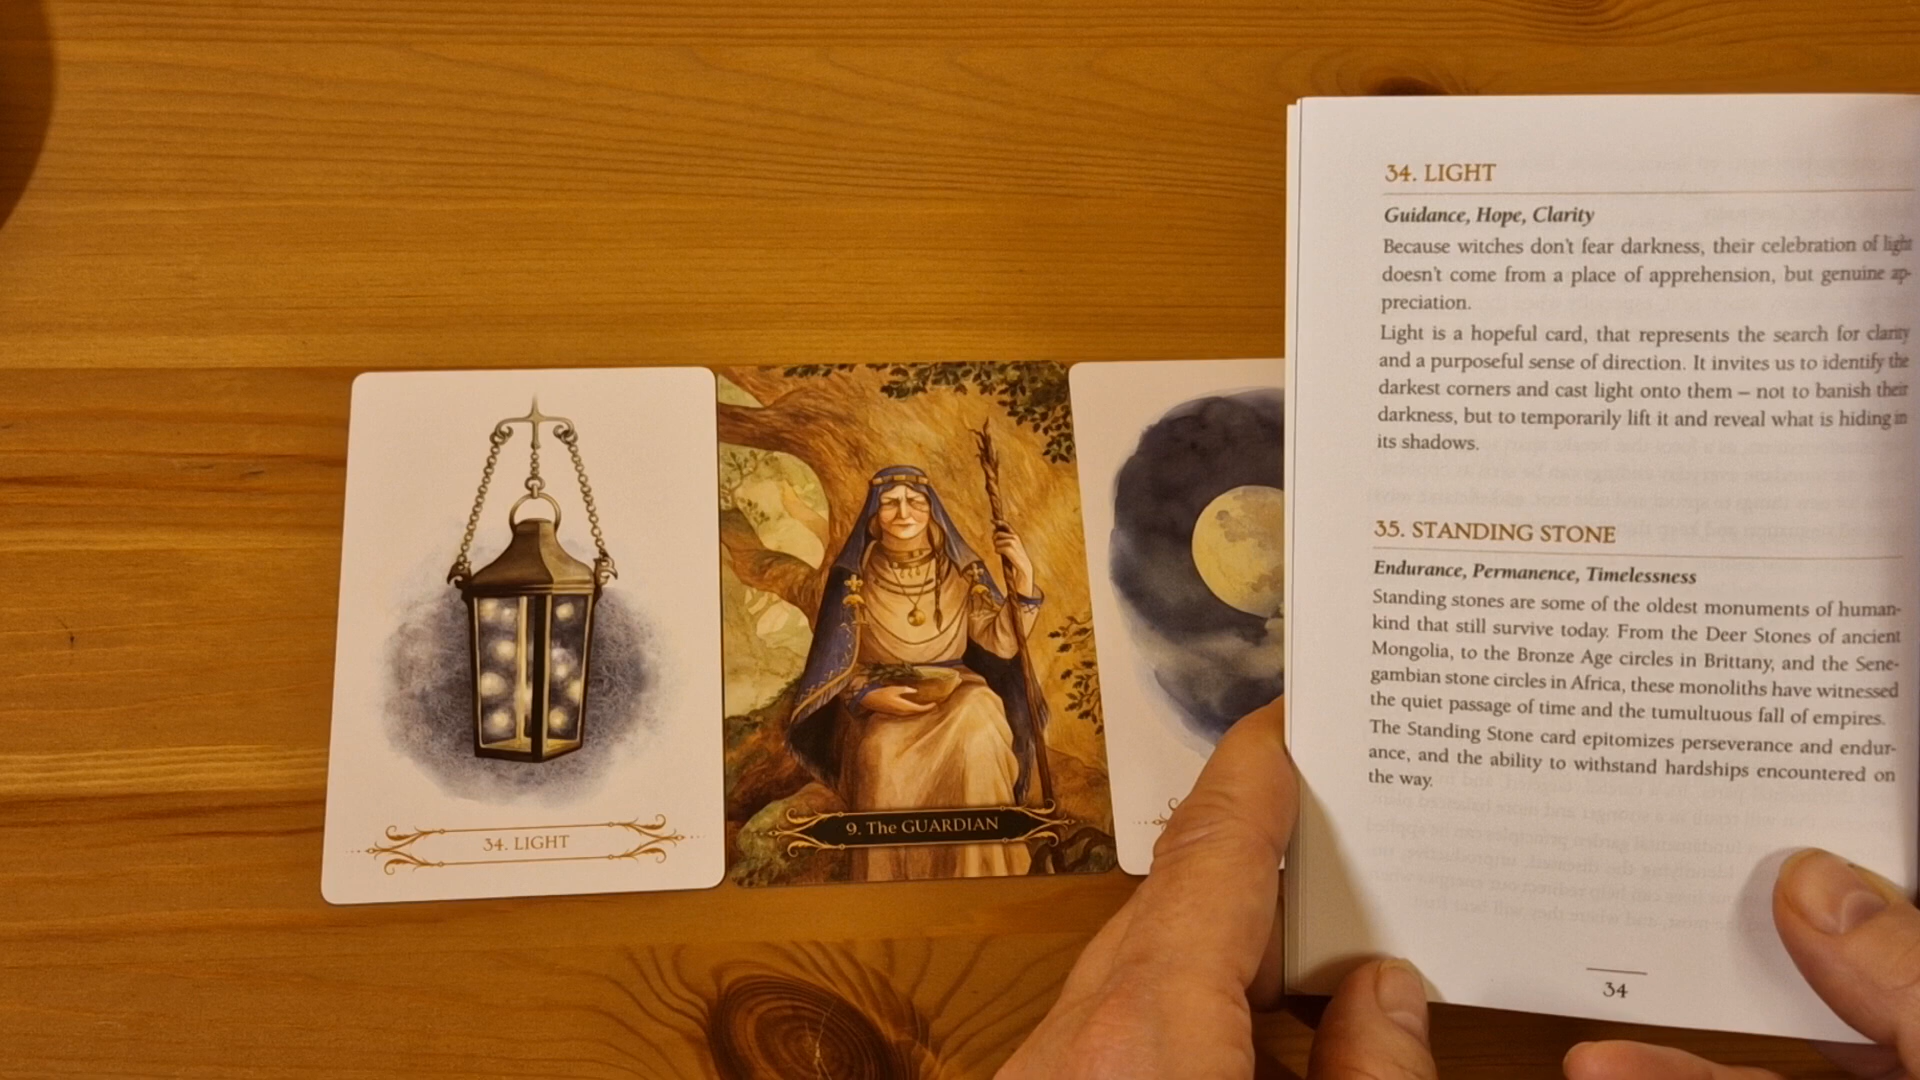 34. LIGHT
9. The GUARDIAN
34. LIGHT
Guidance, Hope, Clarity
Because witches don't fear darkness, their celebration of light
doesn't come from a place of apprehension, but genuine ap-
preciation.
Light is a hopeful card, that represents the search for clarity
and a purposeful sense of direction. It invites us to identify the
darkest corners and cast light onto them – not to banish their
darkness, but to temporarily lift it and reveal what is hiding in
its shadows.
35. STANDING STONE
Endurance, Permanence, Timelessness
Standing stones are some of the oldest monuments of human-
kind that still survive today. From the Deer Stones of ancient
Mongolia, to the Bronze Age circles in Brittany, and the Sene-
gambian stone circles in Africa, these monoliths have witnessed
the quiet passage of time and the tumultuous fall of empires.
The Standing Stone card epitomizes perseverance and endur-
ance, and the ability to withstand hardships encountered on
the way.
34